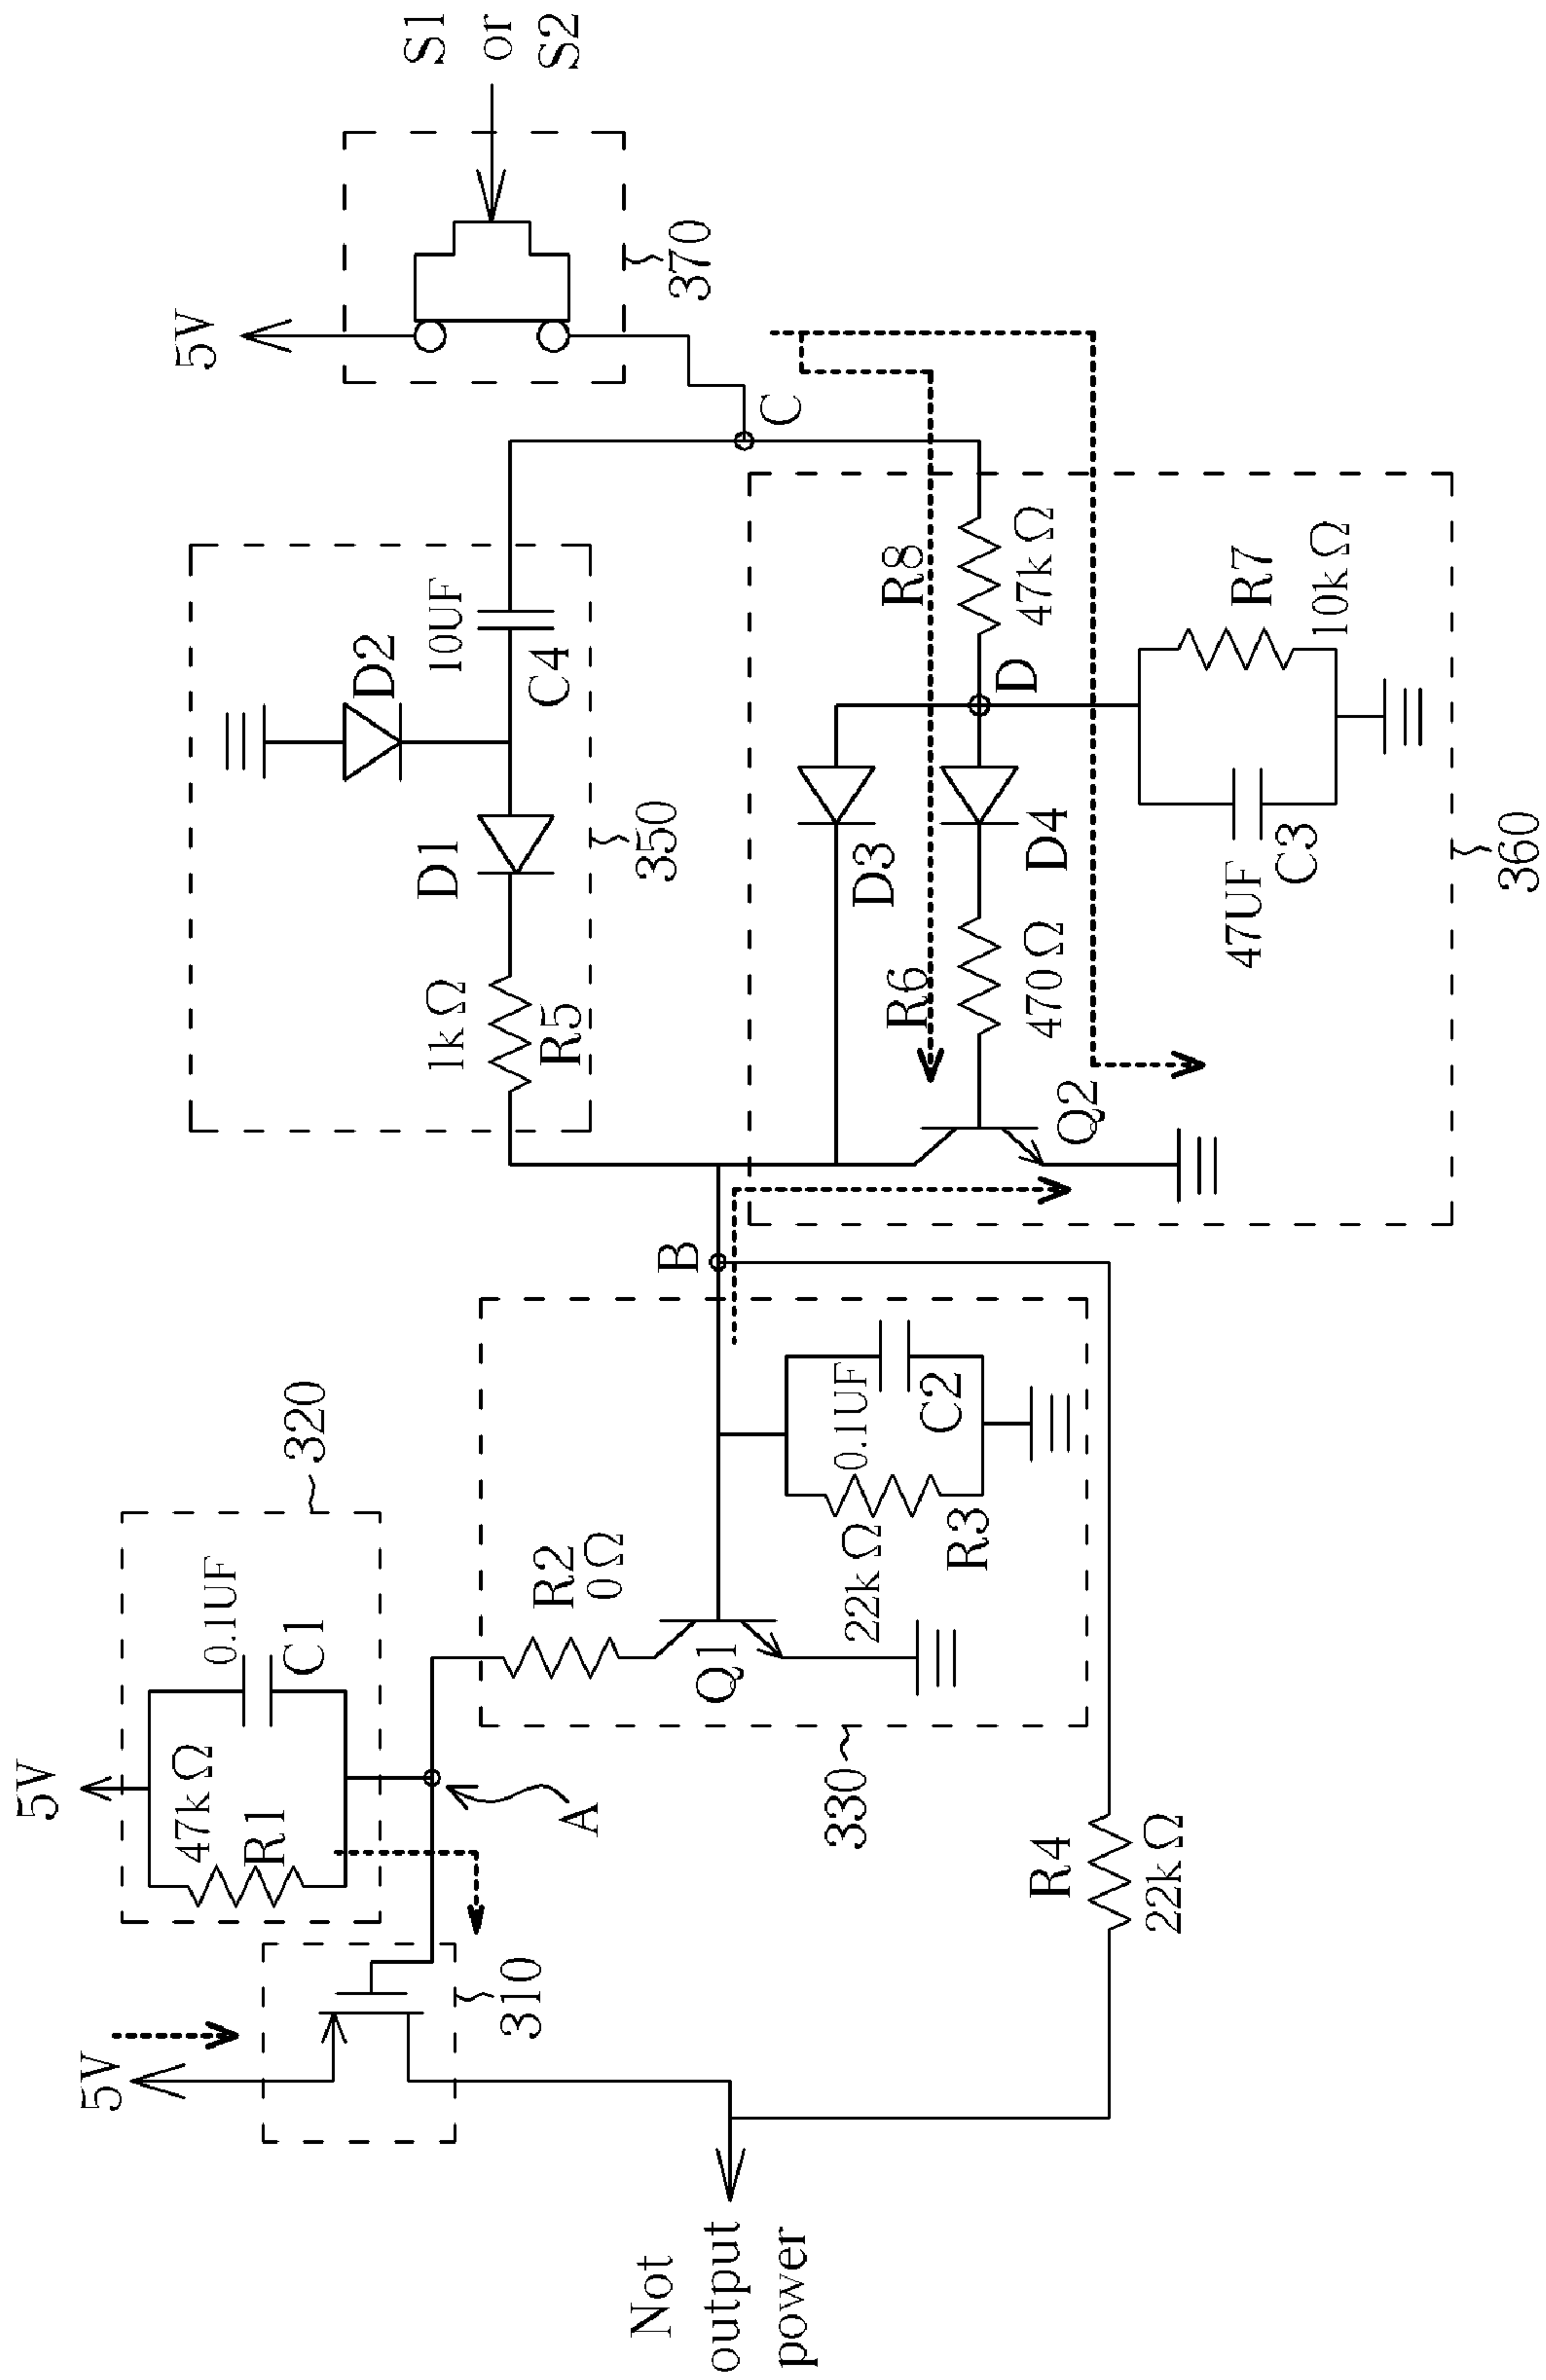 5V
320
5V
47kΩ
R1
0.1UF
C1
310
A
R2
0Ω
Q1
330
22kΩ
R3
0.1UF
C2
B
R4
22kΩ
Not
output
power
1kΩ
R5
D1
D2
10UF
C4
350
5V
370
S1
or
S2
C
R8
47kΩ
D
D3
D4
R6
470Ω
Q2
47UF
C3
R7
10kΩ
360